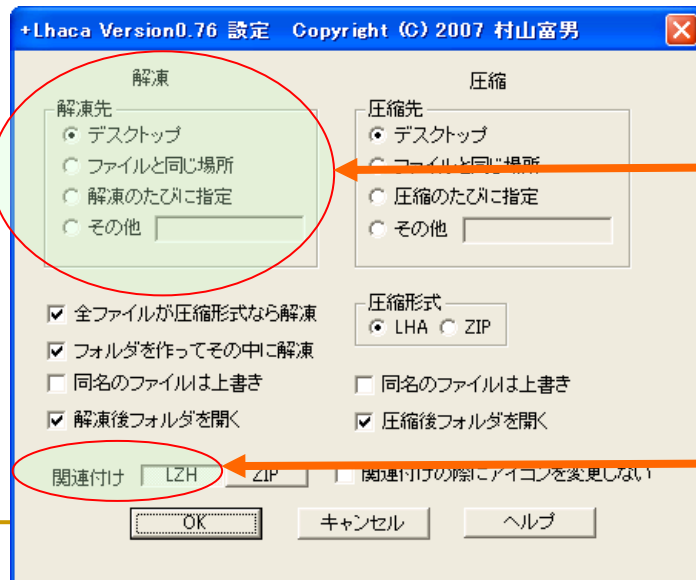 +Lhaca Version0.76 設定 Copyright (C) 2007 村山富男
解凍
解凍先
デスクトップ
ファイルと同じ場所
解凍のたびに指定
その他
圧縮
圧縮先
デスクトップ
ファイルと同じ場所
圧縮のたびに指定
その他
全ファイルが圧縮形式なら解凍
フォルダを作ってその中に解凍
同名のファイルは上書き
解凍後フォルダを開く
圧縮形式
LHA ZIP
同名のファイルは上書き
圧縮後フォルダを開く
関連付け LZH ZIP 関連付けの際にアイコンを変更しない
OK キャンセル ヘルプ